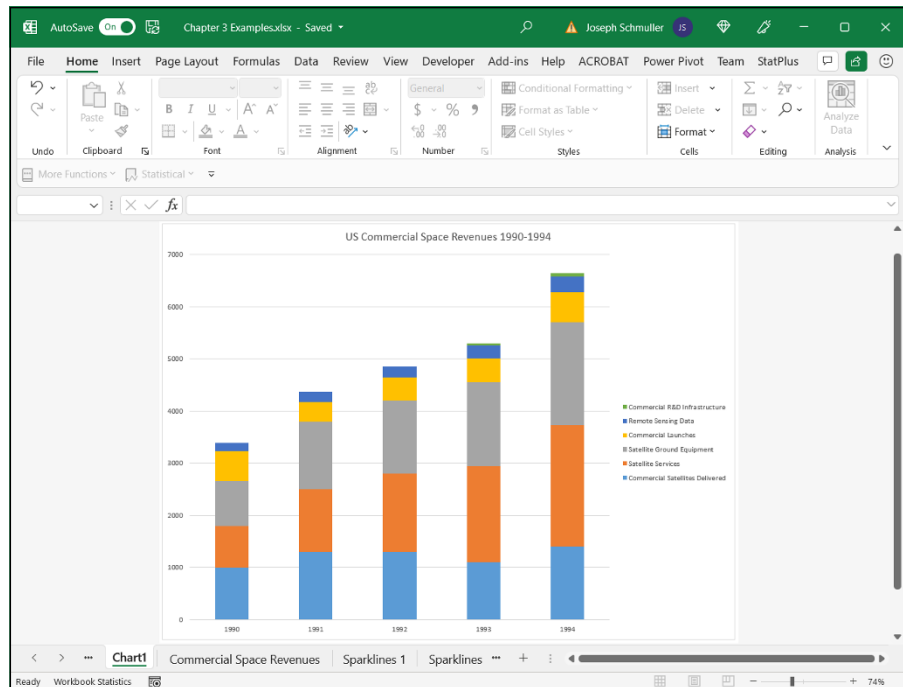 AutoSave On Chapter 3 Examples.xlsx - Saved Joseph Schmuller JS
File Home Insert Page Layout Formulas Data Review View Developer Add-ins Help ACROBAT Power Pivot Team StatPlus
General Conditional Formatting Insert
Paste B I U A A $ % Format as Table Delete Analyze
A Cell Styles Format Data
Undo Clipboard Font Alignment Number Styles Cells Editing Analysis
More Functions Statistical
fx
US Commercial Space Revenues 1990-1994
7000
6000
5000
4000
3000
2000
1000
0
Commercial R&D Infrastructure
Remote Sensing Data
Commercial Launches
Satellite Ground Equipment
Satellite Services
Commercial Satellites Delivered
1990 1991 1992 1993 1994
Chart1 Commercial Space Revenues Sparklines 1 Sparklines
Ready Workbook Statistics 74%